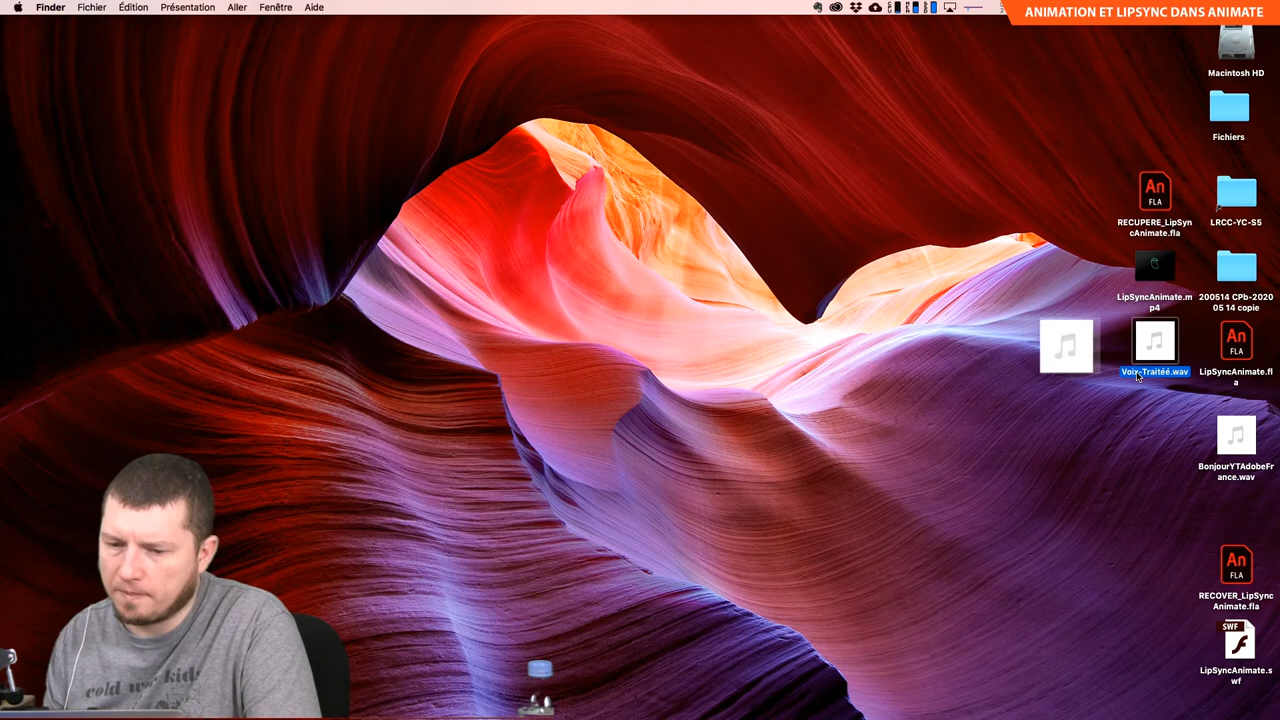 Finder Fichier Édition Présentation Aller Fenêtre Aide
ANIMATION ET LIPSYNC DANS ANIMATE
Macintosh HD
Fichiers
An
FLA
RECUPERE_LipSyn
cAnimate.fla
LRCC-YC-S5
LipSyncAnimate.m
p4
200514 CPb-2020
05 14 copie
Voix-Traitéé.wav
An
FLA
LipSyncAnimate.fl
a
BonjourYTAdobeFr
ance.wav
An
FLA
RECOVER_LipSync
Animate.fla
SWF
LipSyncAnimate.s
wf
cold war kids